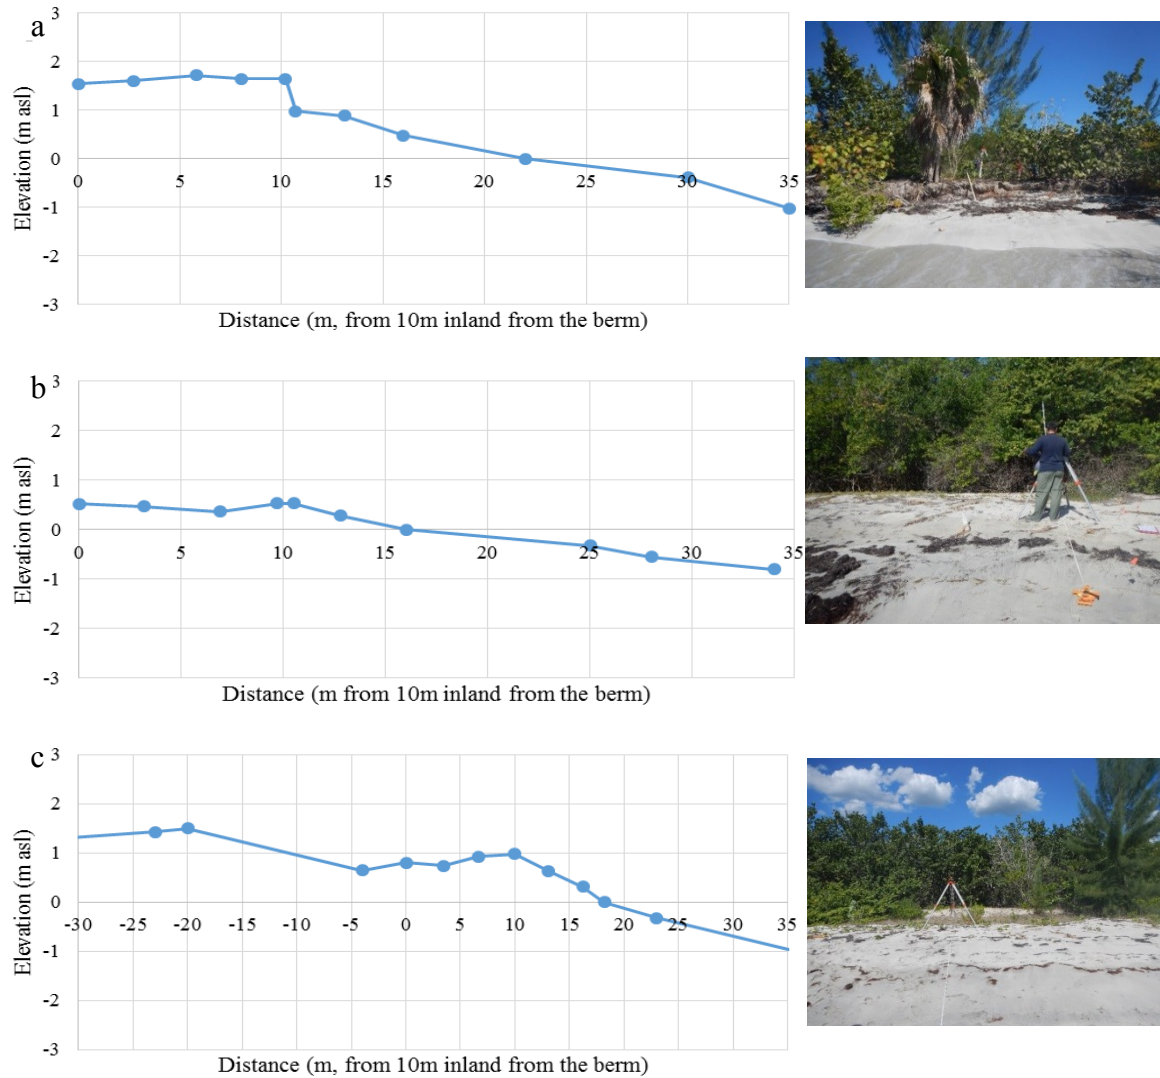 a
3
2
1
0
-1
-2
-3
Elevation (m asl)
0 5 10 15 20 25 30 35
Distance (m, from 10m inland from the berm)
b
3
2
1
0
-1
-2
-3
Elevation (m asl)
0 5 10 15 20 25 30 35
Distance (m from 10m inland from the berm)
c
3
2
1
0
-1
-2
-3
Elevation (m asl)
-30 -25 -20 -15 -10 -5 0 5 10 15 20 25 30 35
Distance (m, from 10m inland from the berm)